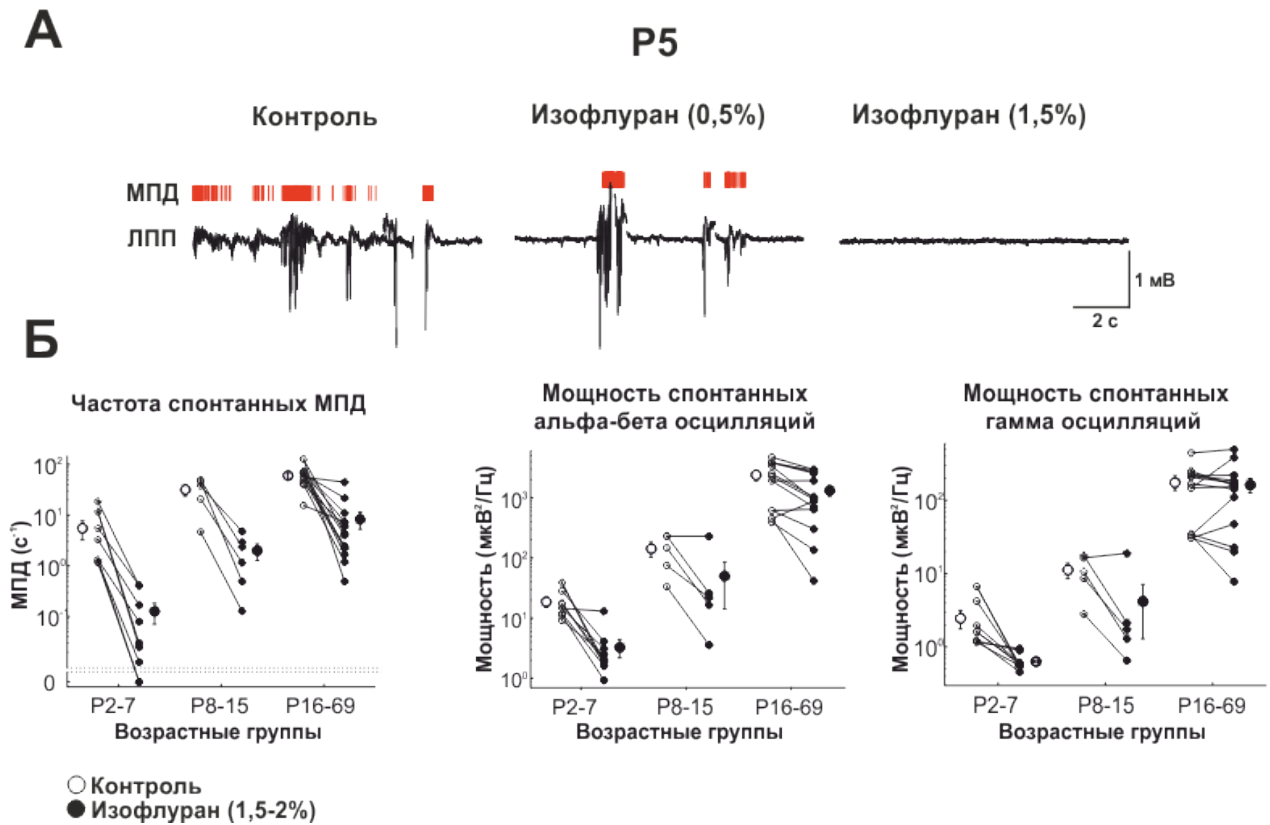 А
P5
Контроль
Изофлуран (0,5%)
Изофлуран (1,5%)
МПД
ЛПП
1 мВ
2 с
Б
Частота спонтанных МПД
МПД (с⁻¹)
10²
10¹
10⁰
10⁻¹
0
P2-7
P8-15
P16-69
Возрастные группы
Мощность спонтанных
альфа-бета осцилляций
Мощность (мкВ²/Гц)
10³
10²
10¹
10⁰
P2-7
P8-15
P16-69
Возрастные группы
Мощность спонтанных
гамма осцилляций
Мощность (мкВ²/Гц)
10²
10¹
10⁰
P2-7
P8-15
P16-69
Возрастные группы
Контроль
Изофлуран (1,5-2%)